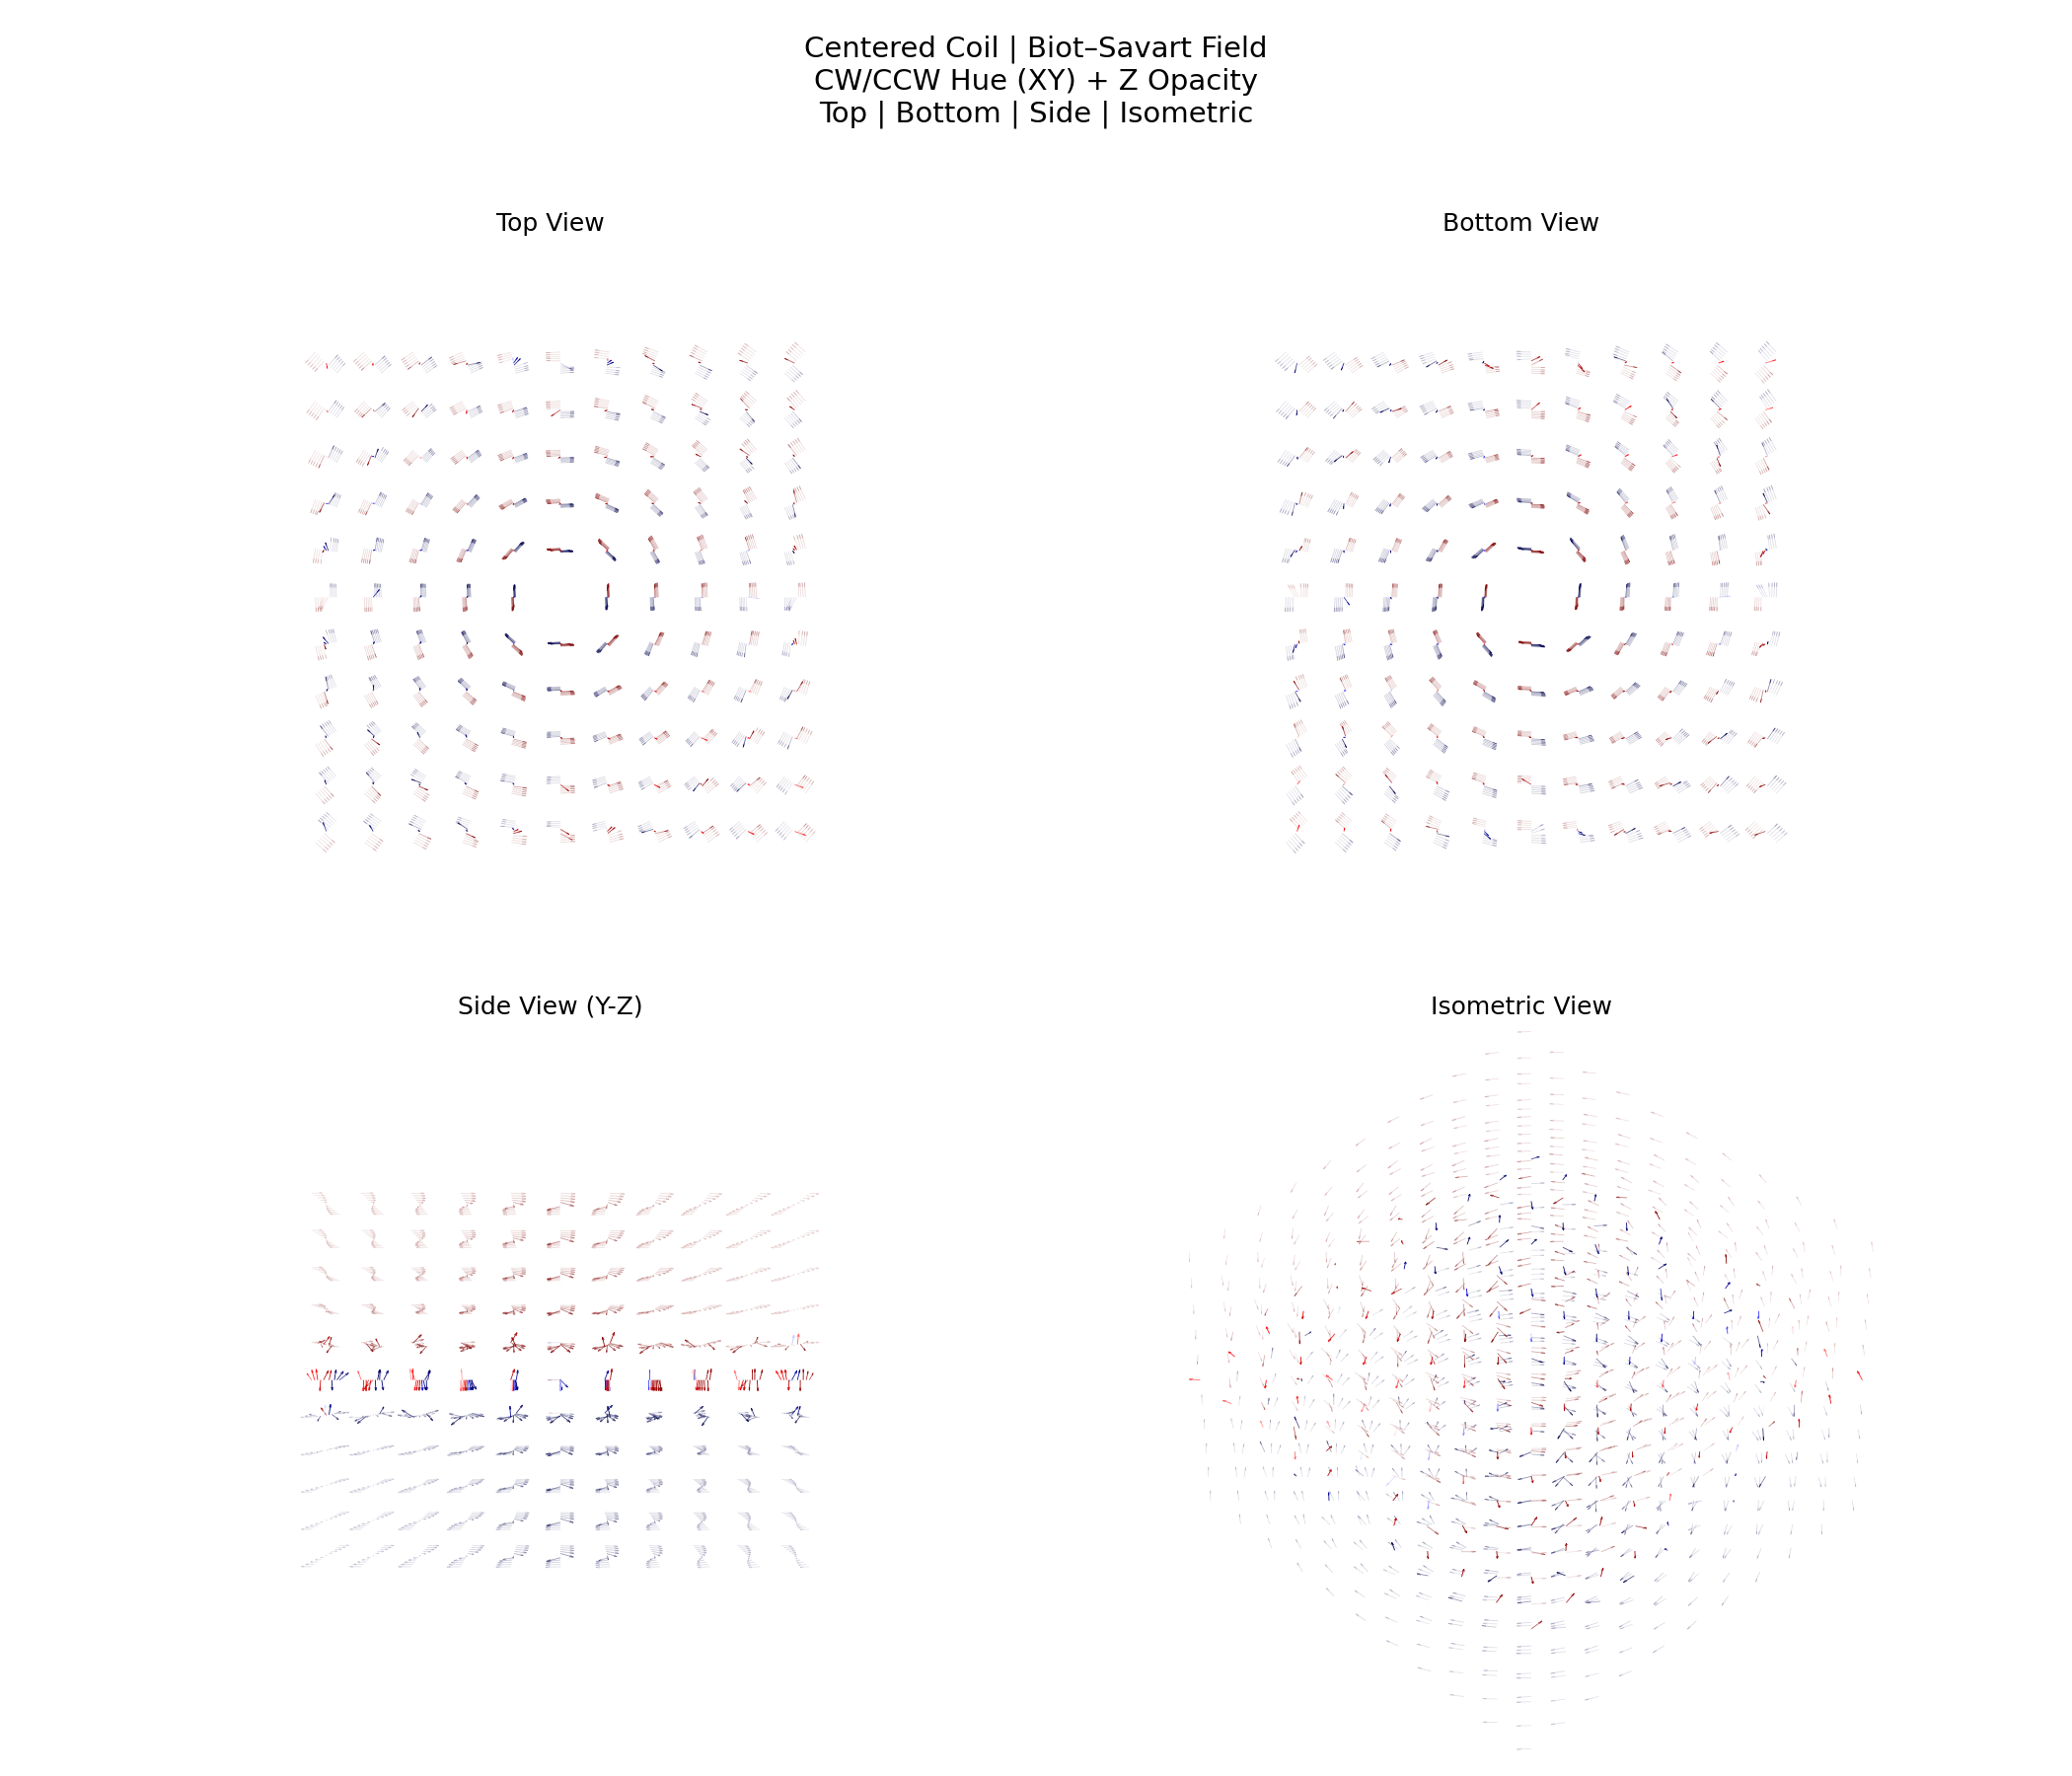 Centered Coil | Biot–Savart Field
CW/CCW Hue (XY) + Z Opacity
Top | Bottom | Side | Isometric
Top View
Bottom View
Side View (Y-Z)
Isometric View